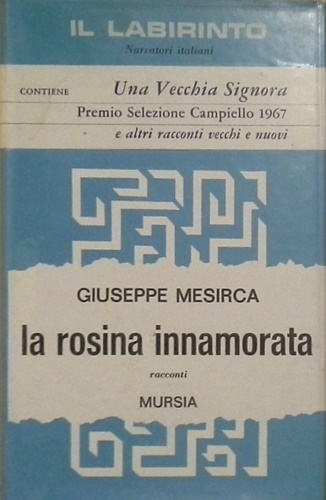 IL LABIRINTO
Narratori italiani
CONTIENE Una Vecchia Signora
Premio Selezione Campiello 1967
e altri racconti vecchi e nuovi
GIUSEPPE MESIRCA
la rosina innamorata
racconti
MURSIA